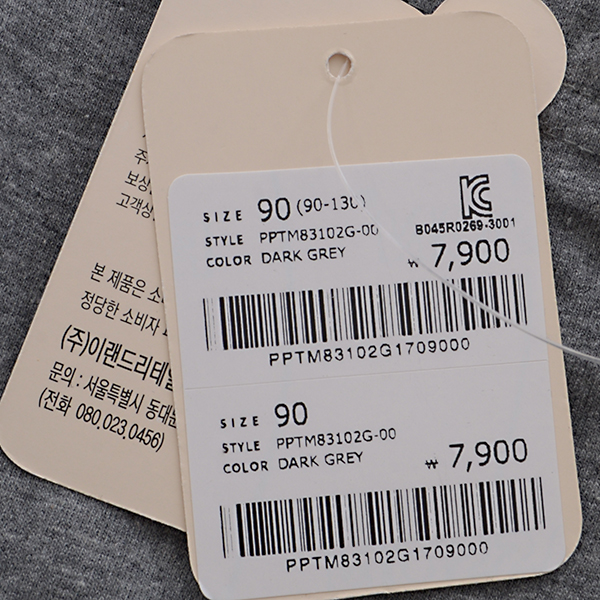 SIZE 90 (90-130)
STYLE PPTM83102G-00
COLOR DARK GREY
KC
B045R0269-3001
₩ 7,900
PPTM83102G1709000
SIZE 90
STYLE PPTM83102G-00
COLOR DARK GREY
₩ 7,900
PPTM83102G1709000
보상
고객상
본 제품은 소
정당한 소비자
(주)이랜드리테일
문의 : 서울특별시 동대문
(전화 080.023.0456)